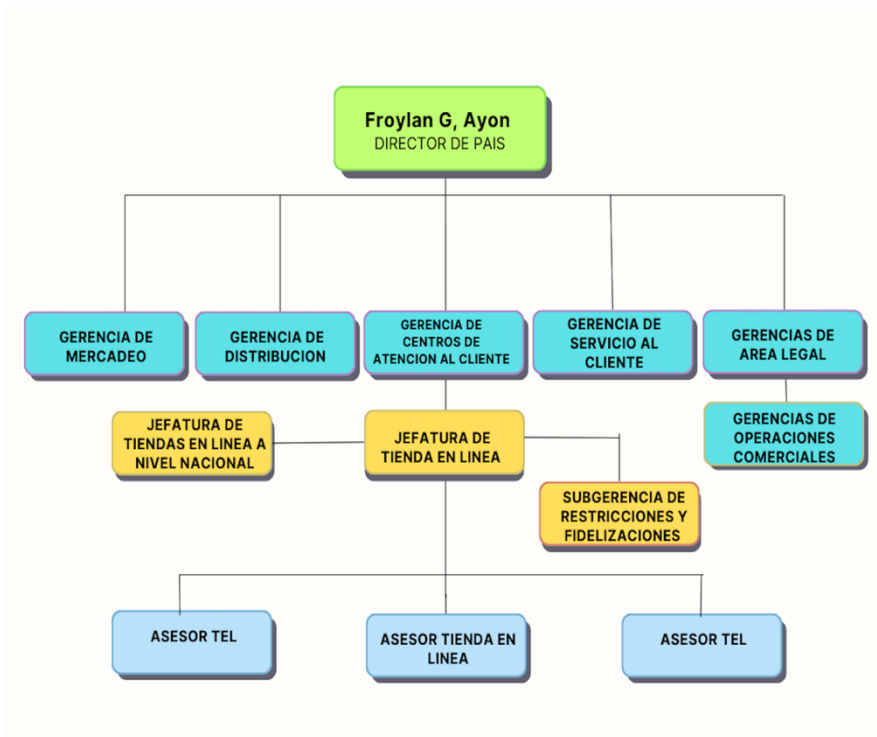 Froylan G, Ayon
DIRECTOR DE PAIS
GERENCIA DE
MERCADEO
GERENCIA DE
DISTRIBUCION
GERENCIA DE
CENTROS DE
ATENCION AL CLIENTE
GERENCIA DE
SERVICIO AL
CLIENTE
GERENCIAS DE
AREA LEGAL
GERENCIAS DE
OPERACIONES
COMERCIALES
JEFATURA DE
TIENDAS EN LINEA A
NIVEL NACIONAL
JEFATURA DE
TIENDA EN LINEA
SUBGERENCIA DE
RESTRICCIONES Y
FIDELIZACIONES
ASESOR TEL
ASESOR TIENDA EN
LINEA
ASESOR TEL